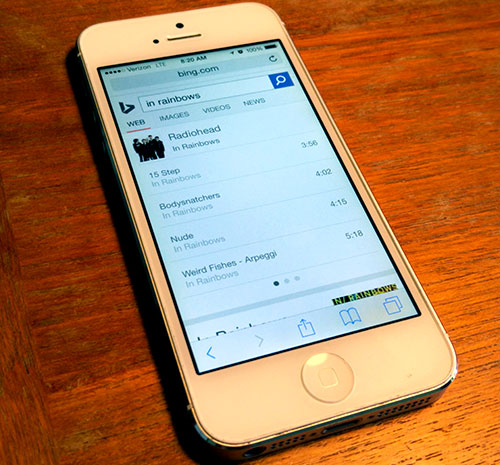 Verizon LTE 8:20 AM 100%
bing.com
in rainbows
WEB IMAGES VIDEOS NEWS
Radiohead
In Rainbows
15 Step 3:56
In Rainbows
Bodysnatchers 4:02
In Rainbows
Nude 4:15
In Rainbows
Weird Fishes - Arpeggi 5:18
In Rainbows
IN/ RAINBOWS
In Rainbows